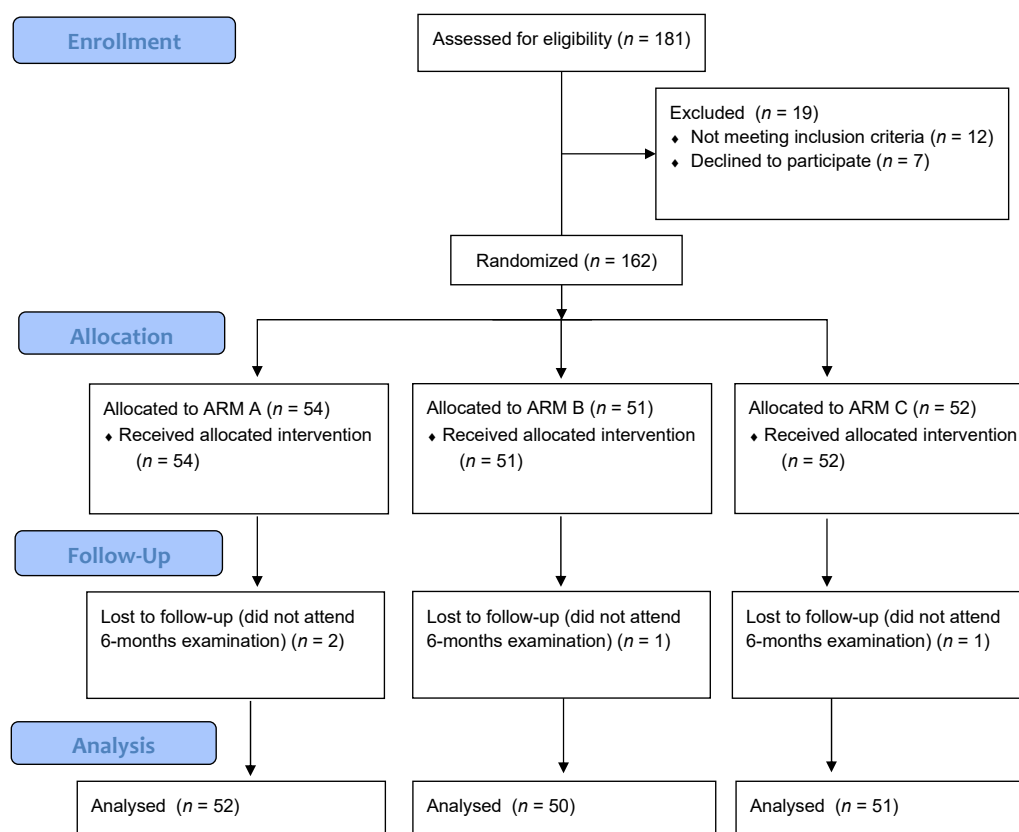 Enrollment
Assessed for eligibility (n = 181)
Excluded (n = 19)
♦ Not meeting inclusion criteria (n = 12)
♦ Declined to participate (n = 7)
Randomized (n = 162)
Allocation
Allocated to ARM A (n = 54)
♦ Received allocated intervention
(n = 54)
Allocated to ARM B (n = 51)
♦ Received allocated intervention
(n = 51)
Allocated to ARM C (n = 52)
♦ Received allocated intervention
(n = 52)
Follow-Up
Lost to follow-up (did not attend
6-months examination) (n = 2)
Lost to follow-up (did not attend
6-months examination) (n = 1)
Lost to follow-up (did not attend
6-months examination) (n = 1)
Analysis
Analysed (n = 52)
Analysed (n = 50)
Analysed (n = 51)